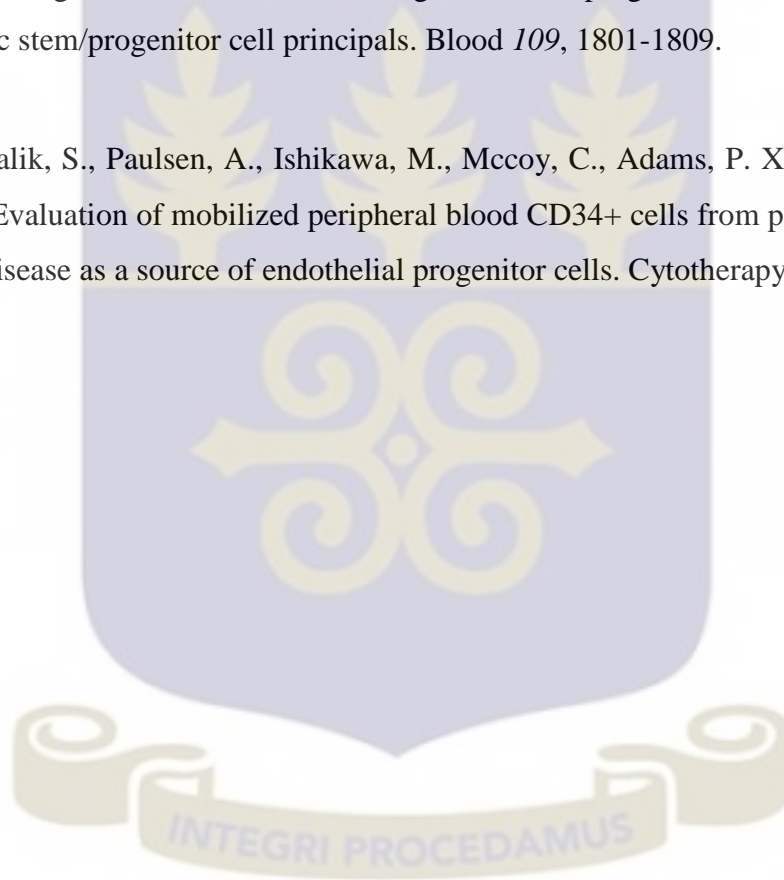 c stem/progenitor cell principals. Blood 109, 1801-1809.
alik, S., Paulsen, A., Ishikawa, M., Mccoy, C., Adams, P. X
Evaluation of mobilized peripheral blood CD34+ cells from p
isease as a source of endothelial progenitor cells. Cytotherapy
INTEGRI PROCEDAMUS